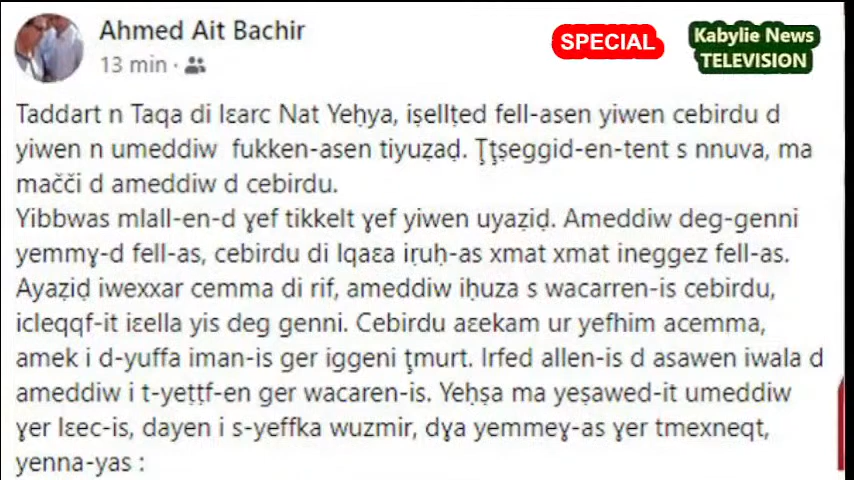 Ahmed Ait Bachir
13 min ·
SPECIAL
Kabylie News
TELEVISION
Taddart n Taqa di lɛarc Nat Yeḥya, iṣellṭed fell-asen yiwen cebirdu d
yiwen n umeddiw fukken-asen tiyuẓaḍ. Ţţṣeggid-en-tent s nnuva, ma
mačči d ameddiw d cebirdu.
Yibbwas mlall-en-d ɣef tikkelt ɣef yiwen uyaẓiḍ. Ameddiw deg-genni
yemmɣ-d fell-as, cebirdu di lqaɛa iṛuḥ-as xmat xmat ineggez fell-as.
Ayaẓiḍ iwexxar cemma di rif, ameddiw iḥuza s wacarren-is cebirdu,
icleqqf-it iɛella yis deg genni. Cebirdu aɛekam ur yefhim acemma,
amek i d-yuffa iman-is ger iggeni ţmurt. Irfed allen-is d asawen iwala d
ameddiw i t-yeṭṭf-en ger wacaren-is. Yeḥṣa ma yeṣawed-it umeddiw
ɣer lɛec-is, dayen i s-yeffka wuzmir, dɣa yemmeɣ-as ɣer tmexneqt,
yenna-yas :